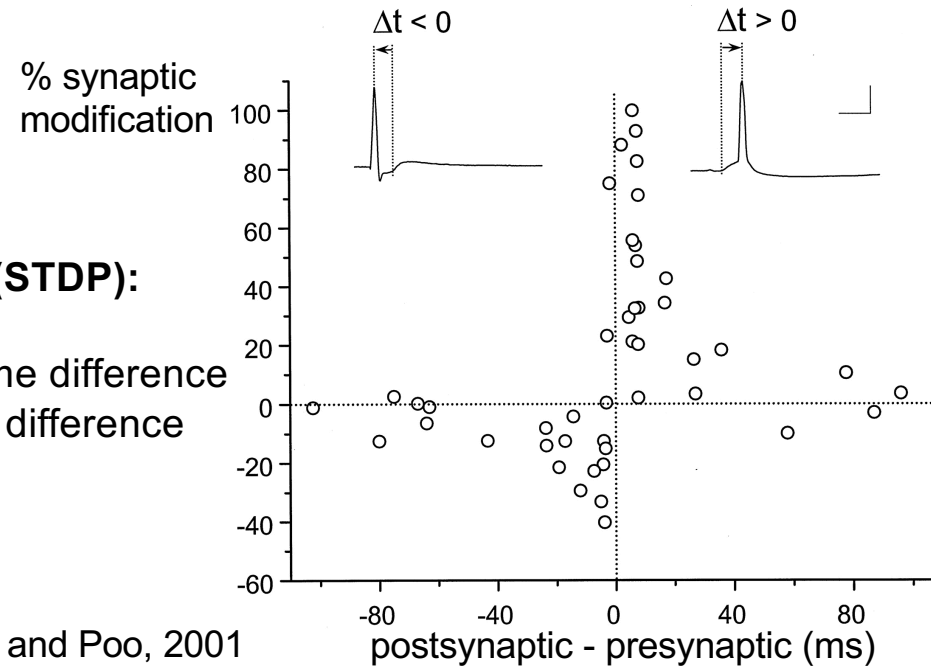 Δt < 0
Δt > 0
% synaptic
modification
100
80
60
(STDP):
40
20
me difference
0
difference
-20
-40
-60
-80
-40
0
40
80
and Poo, 2001
postsynaptic - presynaptic (ms)